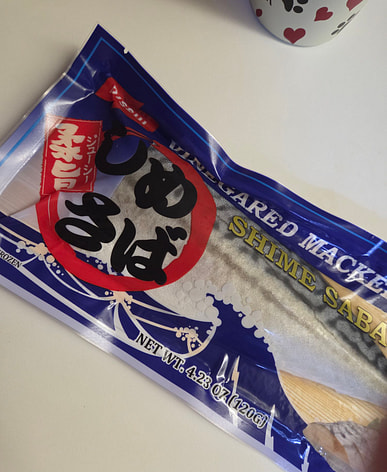 ジューシー
しめ
さば
VINEGARED MACKE
SHIME SABA
NET WT. 4.23 OZ (120G)
ROZEN